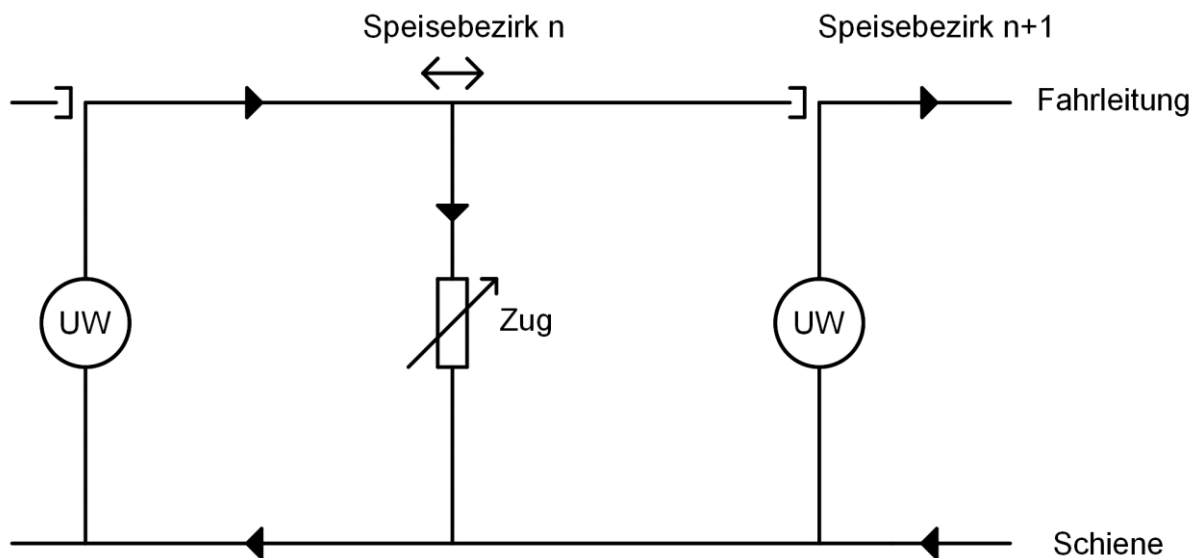 Speisebezirk n
Speisebezirk n+1
Fahrleitung
UW
Zug
UW
Schiene